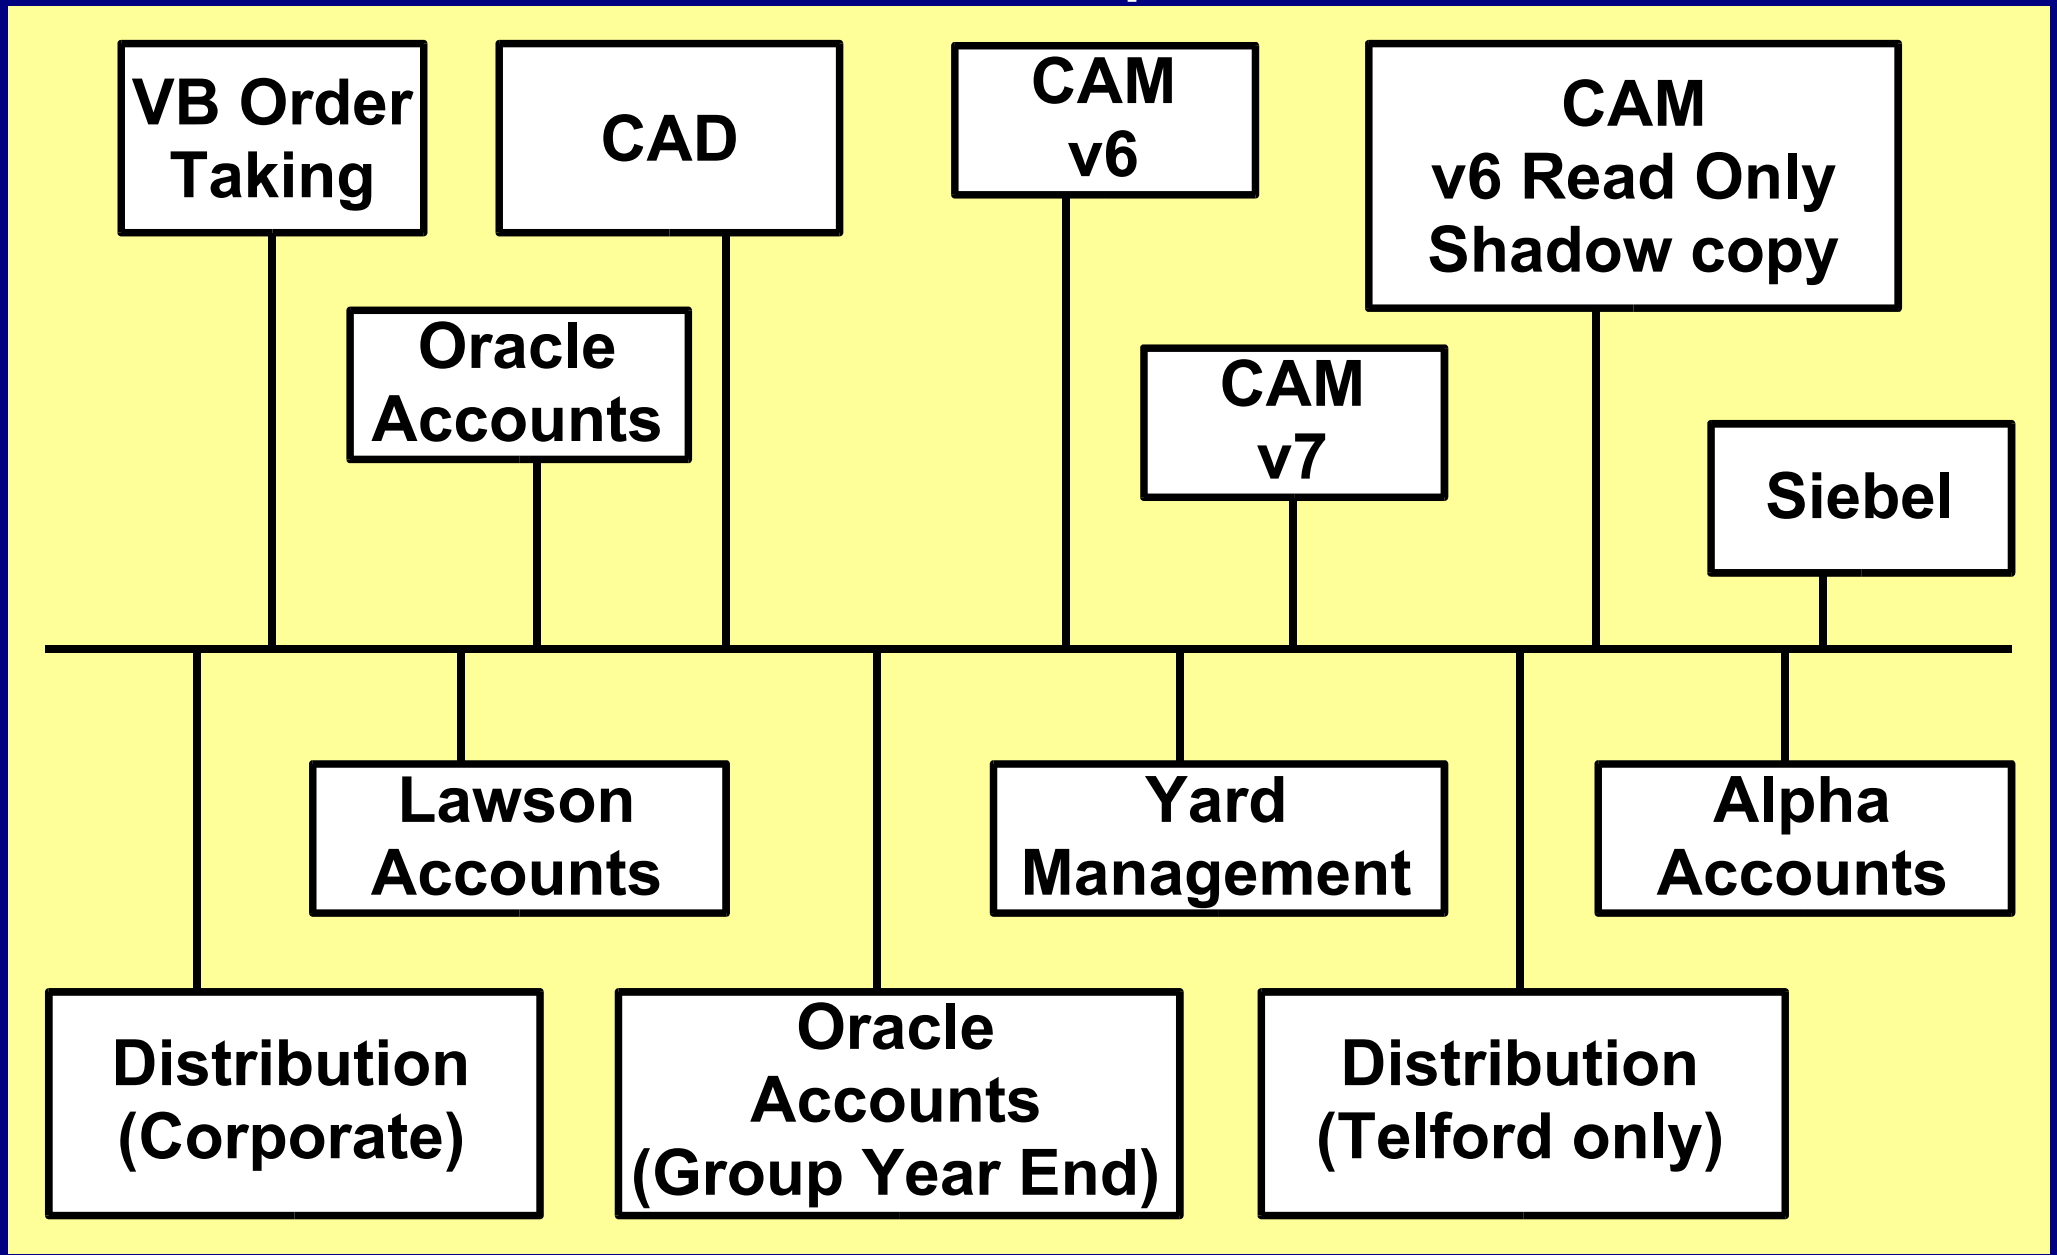 VB Order
Taking
CAD
CAM
v6
CAM
v6 Read Only
Shadow copy
Oracle
Accounts
CAM
v7
Siebel
Lawson
Accounts
Yard
Management
Alpha
Accounts
Distribution
(Corporate)
Oracle
Accounts
(Group Year End)
Distribution
(Telford only)